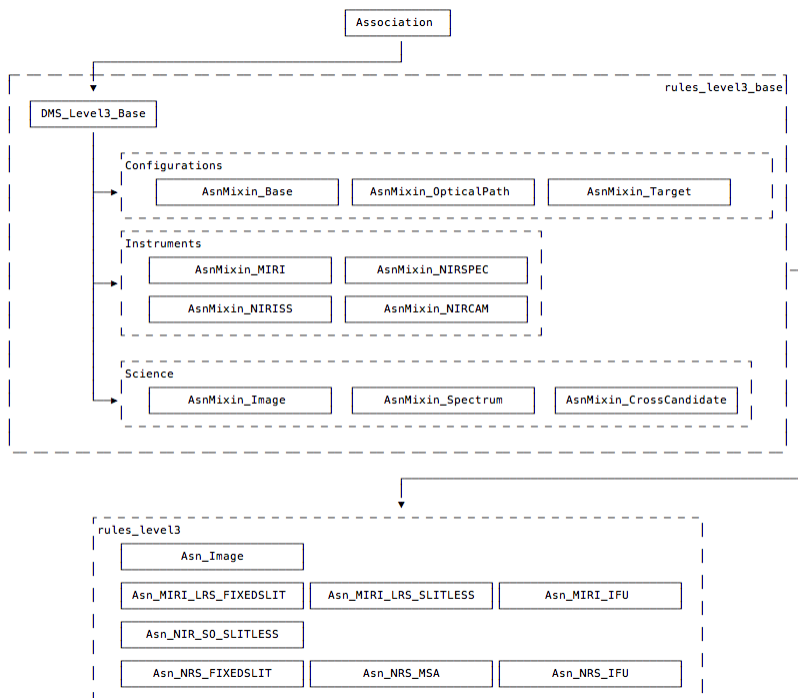 Association
rules_level3_base
DMS_Level3_Base
Configurations
AsnMixin_Base AsnMixin_OpticalPath AsnMixin_Target
Instruments
AsnMixin_MIRI AsnMixin_NIRSPEC
AsnMixin_NIRISS AsnMixin_NIRCAM
Science
AsnMixin_Image AsnMixin_Spectrum AsnMixin_CrossCandidate
rules_level3
Asn_Image
Asn_MIRI_LRS_FIXEDSLIT Asn_MIRI_LRS_SLITLESS Asn_MIRI_IFU
Asn_NIR_SO_SLITLESS
Asn_NRS_FIXEDSLIT Asn_NRS_MSA Asn_NRS_IFU